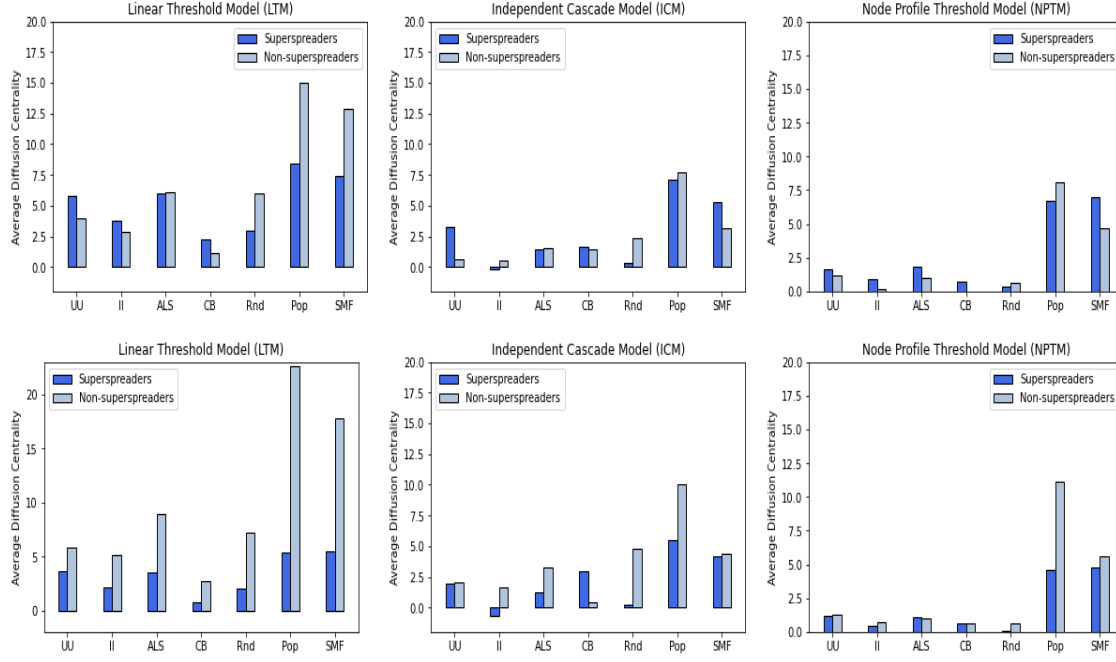 Linear Threshold Model (LTM)
20.0
17.5
15.0
12.5
10.0
7.5
5.0
2.5
0.0
Average Diffusion Centrality
Superspreaders
Non-superspreaders
UU II ALS CB Rnd Pop SMF
Independent Cascade Model (ICM)
20.0
17.5
15.0
12.5
10.0
7.5
5.0
2.5
0.0
Average Diffusion Centrality
Superspreaders
Non-superspreaders
UU II ALS CB Rnd Pop SMF
Node Profile Threshold Model (NPTM)
20.0
17.5
15.0
12.5
10.0
7.5
5.0
2.5
0.0
Average Diffusion Centrality
Superspreaders
Non-superspreaders
UU II ALS CB Rnd Pop SMF
Linear Threshold Model (LTM)
20
15
10
5
0
Average Diffusion Centrality
Superspreaders
Non-superspreaders
UU II ALS CB Rnd Pop SMF
Independent Cascade Model (ICM)
20.0
17.5
15.0
12.5
10.0
7.5
5.0
2.5
0.0
Average Diffusion Centrality
Superspreaders
Non-superspreaders
UU II ALS CB Rnd Pop SMF
Node Profile Threshold Model (NPTM)
20.0
17.5
15.0
12.5
10.0
7.5
5.0
2.5
0.0
Average Diffusion Centrality
Superspreaders
Non-superspreaders
UU II ALS CB Rnd Pop SMF